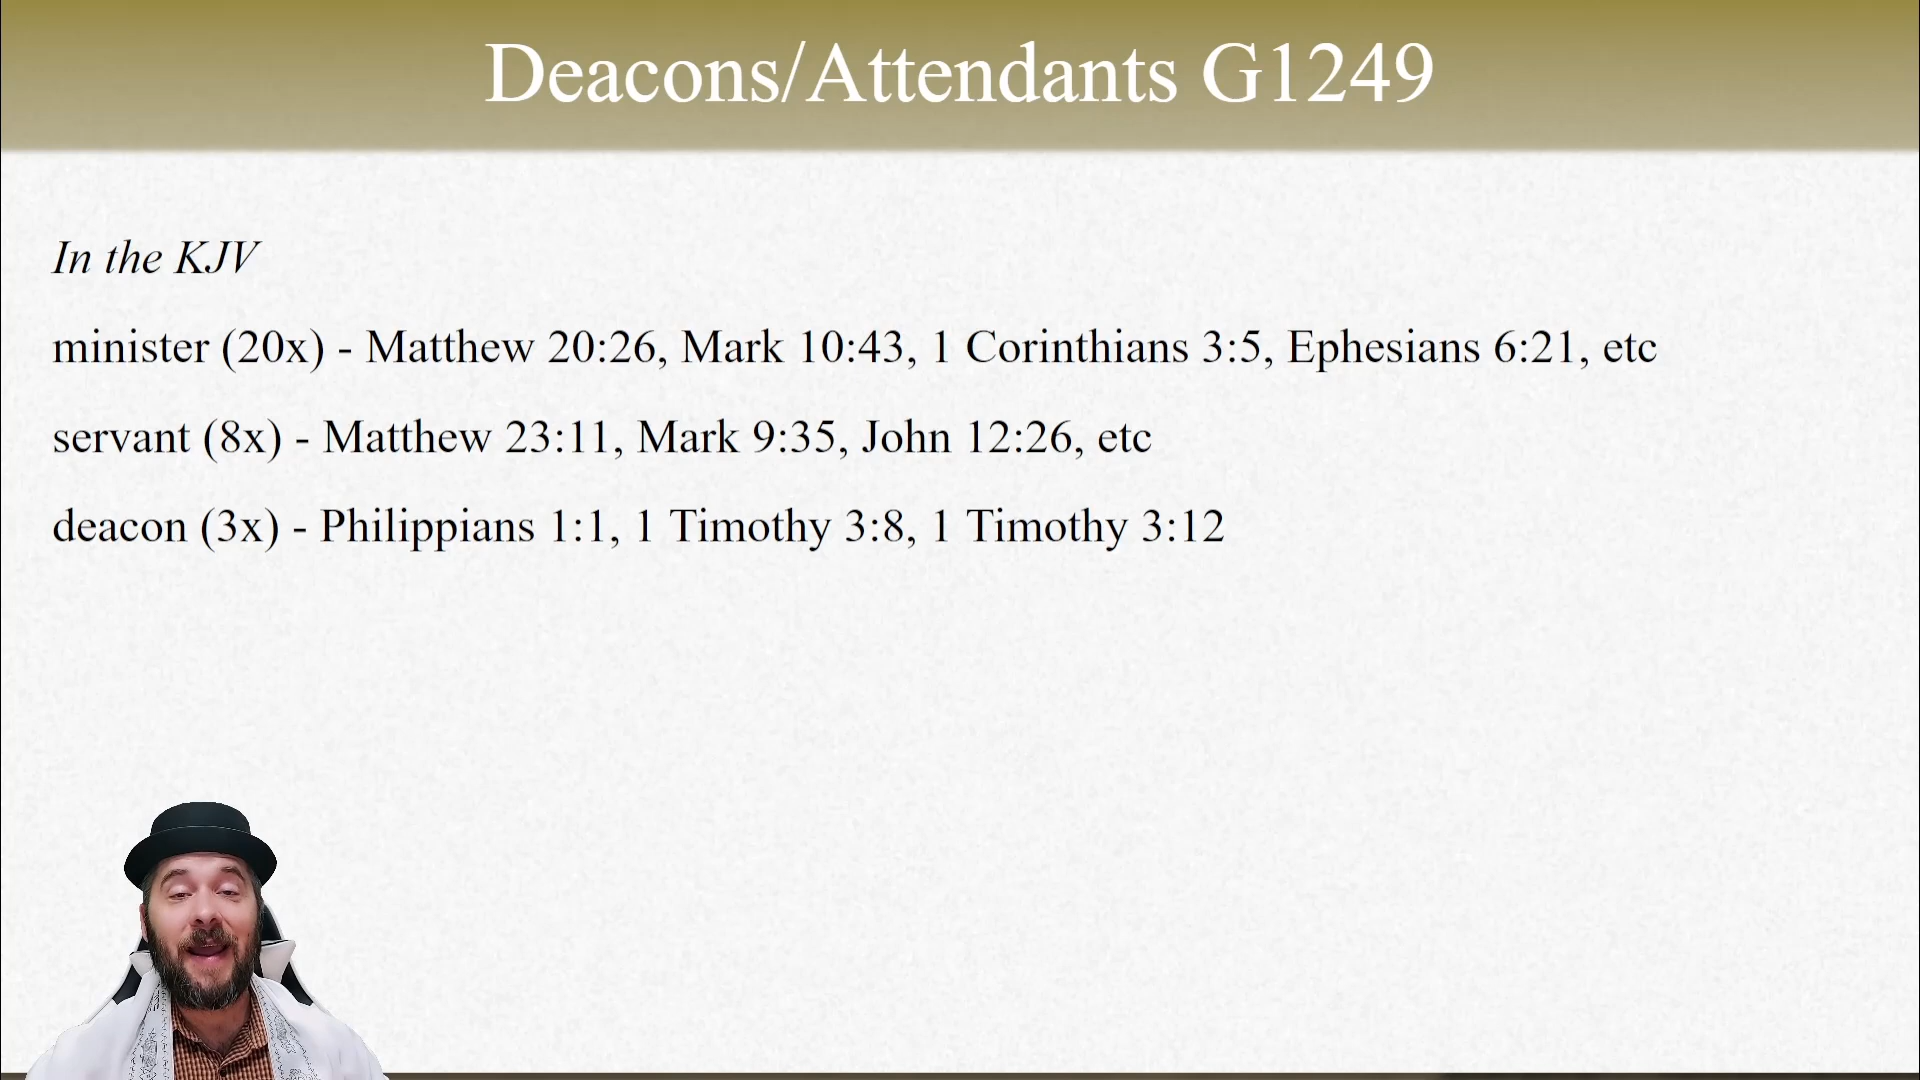 Deacons/Attendants G1249
In the KJV
minister (20x) - Matthew 20:26, Mark 10:43, 1 Corinthians 3:5, Ephesians 6:21, etc
servant (8x) - Matthew 23:11, Mark 9:35, John 12:26, etc
deacon (3x) - Philippians 1:1, 1 Timothy 3:8, 1 Timothy 3:12